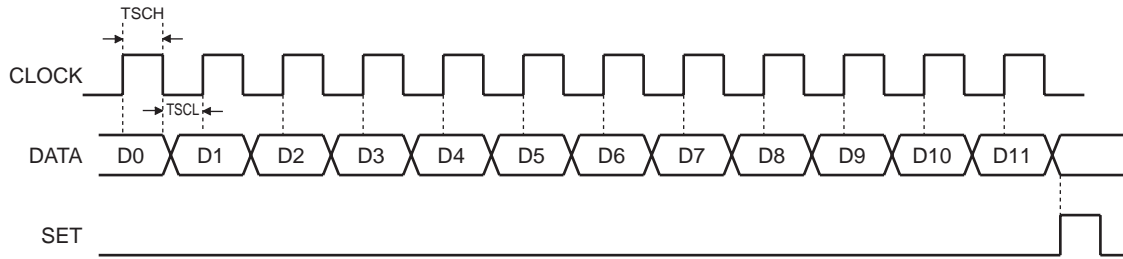 TSCH
CLOCK
TSCL
DATA D0 D1 D2 D3 D4 D5 D6 D7 D8 D9 D10 D11
SET